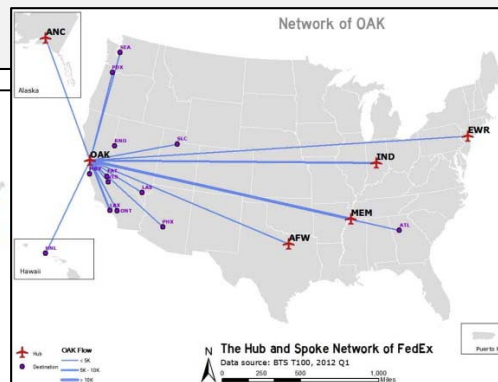 Network of OAK
ANC
Alaska
SEA
PDX
RNO
SLC
OAK
EWR
IND
LAS
LAX
ONT
PHX
MEM
ATL
AFW
HNL
Hawaii
Hub
Destination
OAK Flow
< 5K
5K - 10K
> 10K
N
The Hub and Spoke Network of FedEx
Data source: BTS T100, 2012 Q1
0
250
500
1,000
Miles